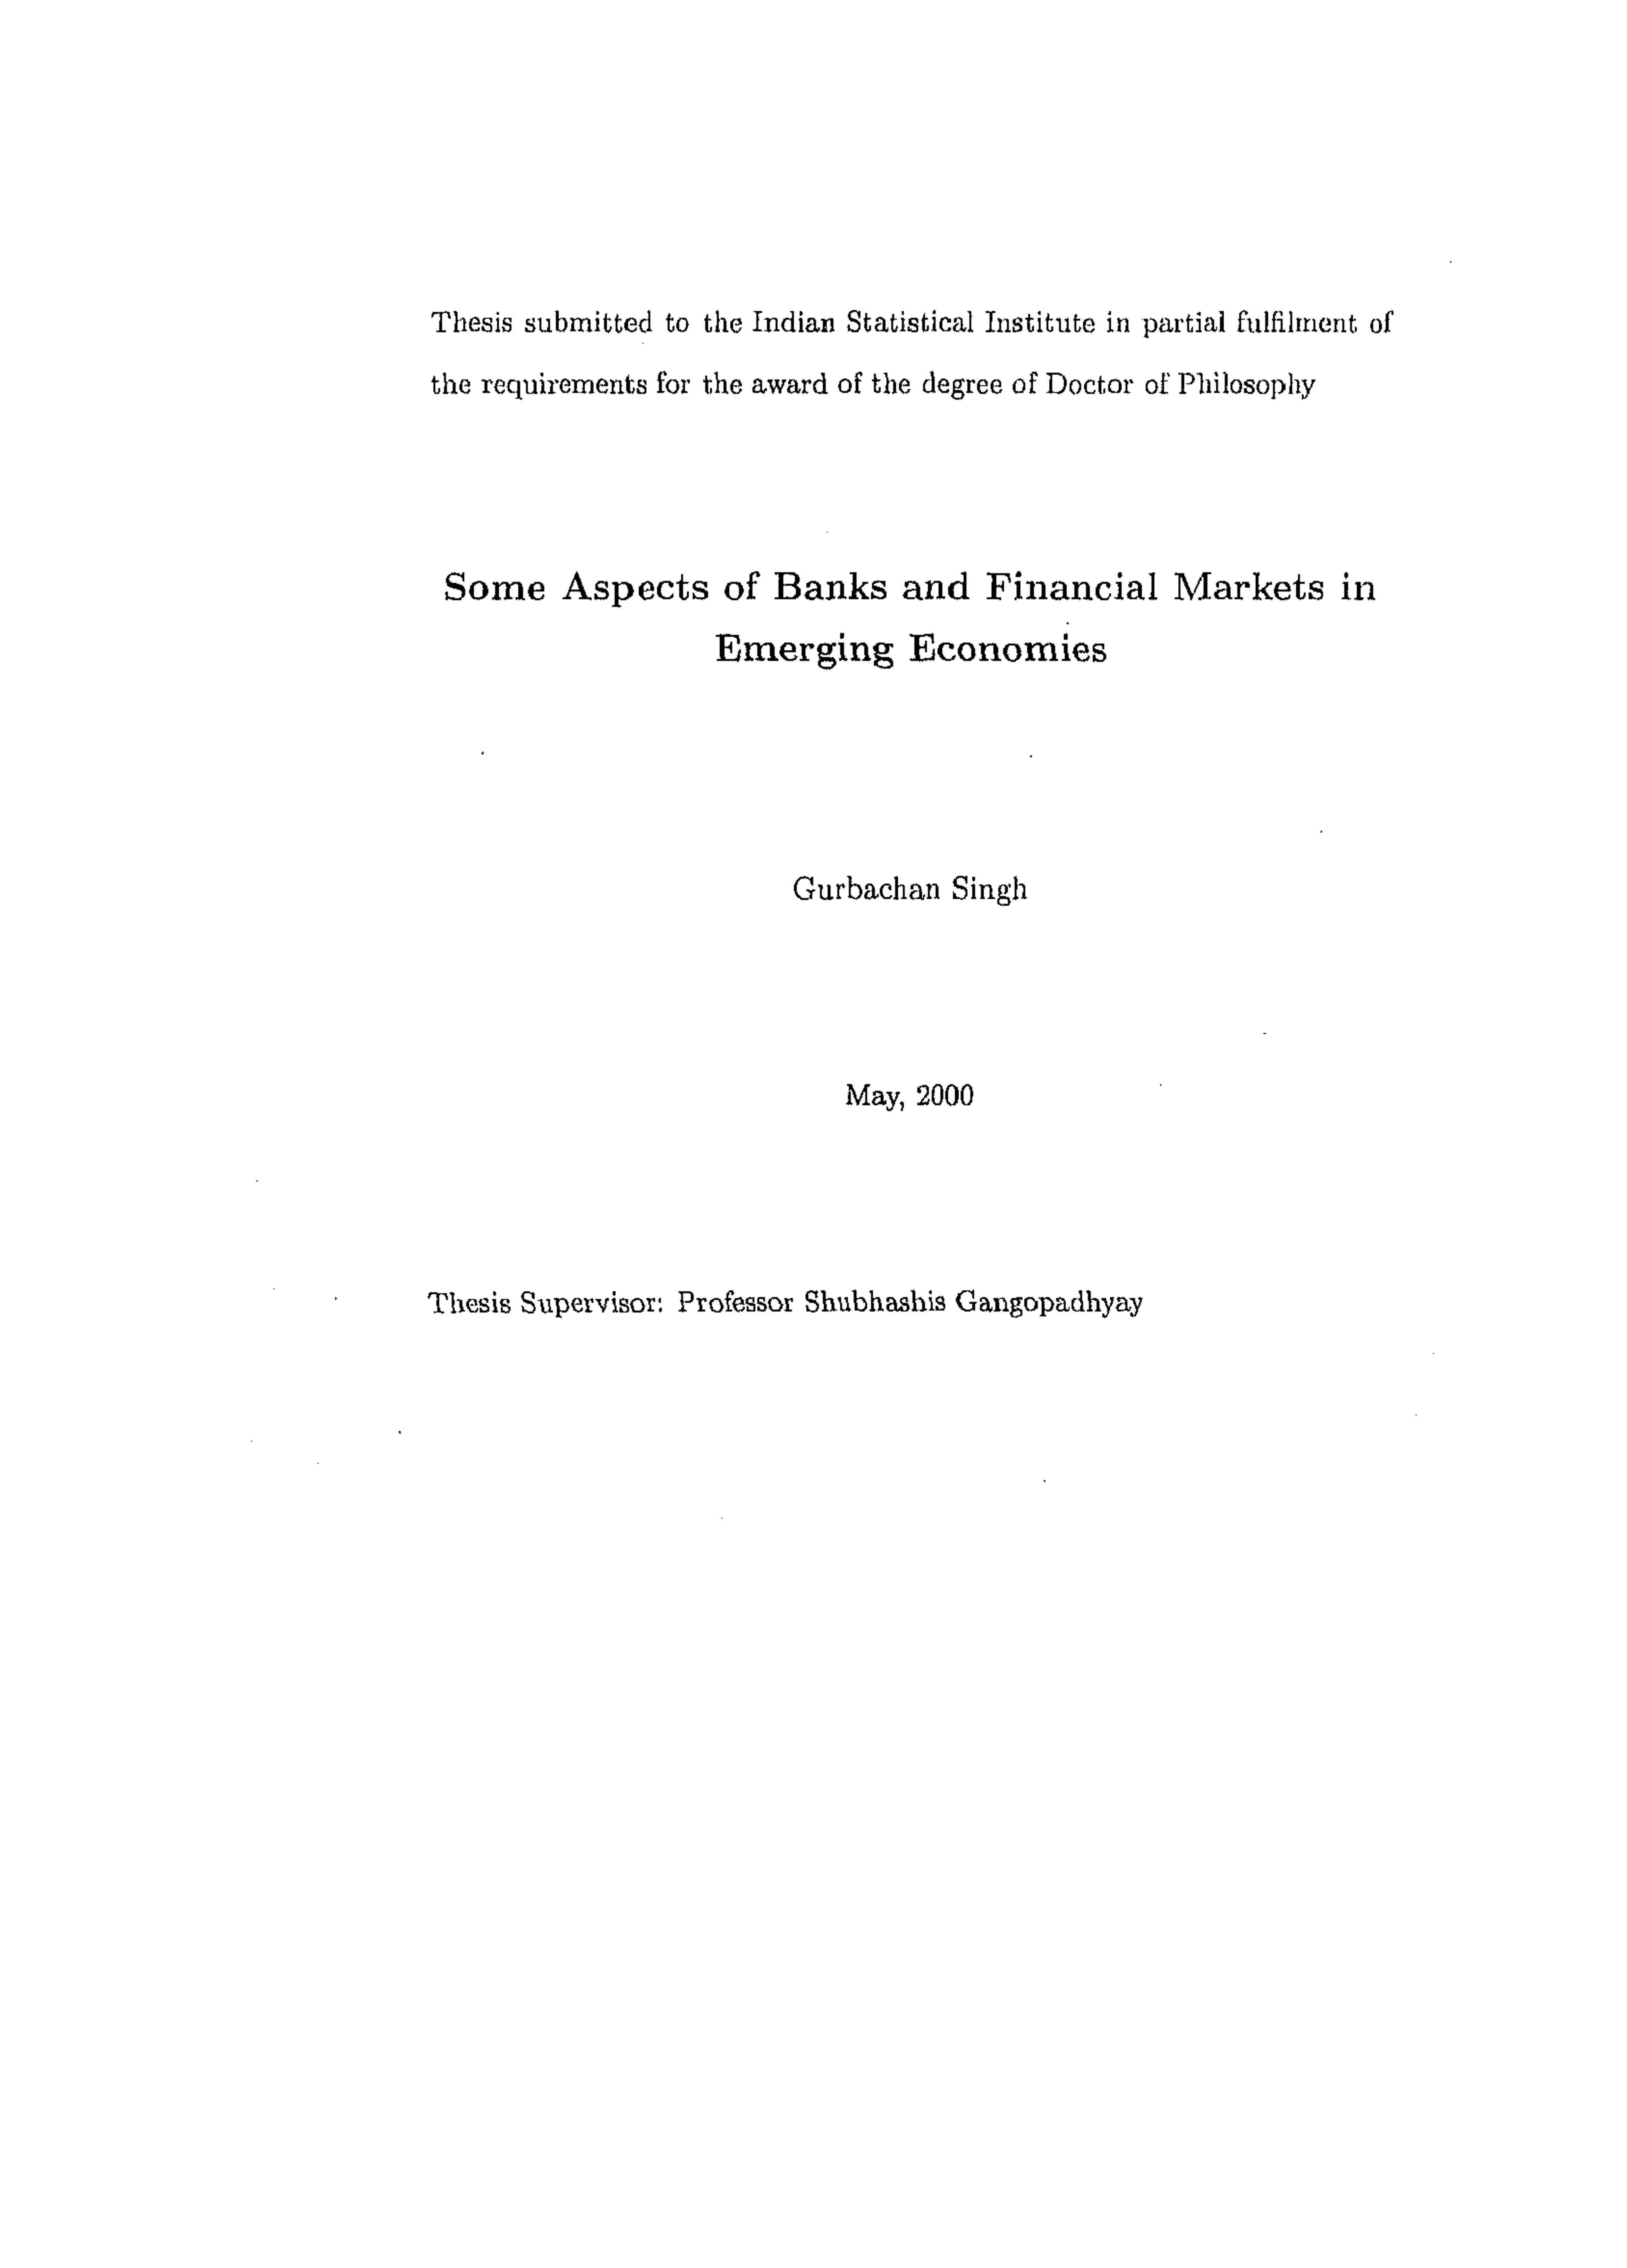 Thesis submitted to the Indian Statistical Institute in partial fulfilment of
the requirements for the award of the degree of Doctor of Philosophy
Some Aspects of Banks and Financial Markets in
Emerging Economies
Gurbachan Singh
May, 2000
Thesis Supervisor: Professor Shubhashis Gangopadhyay